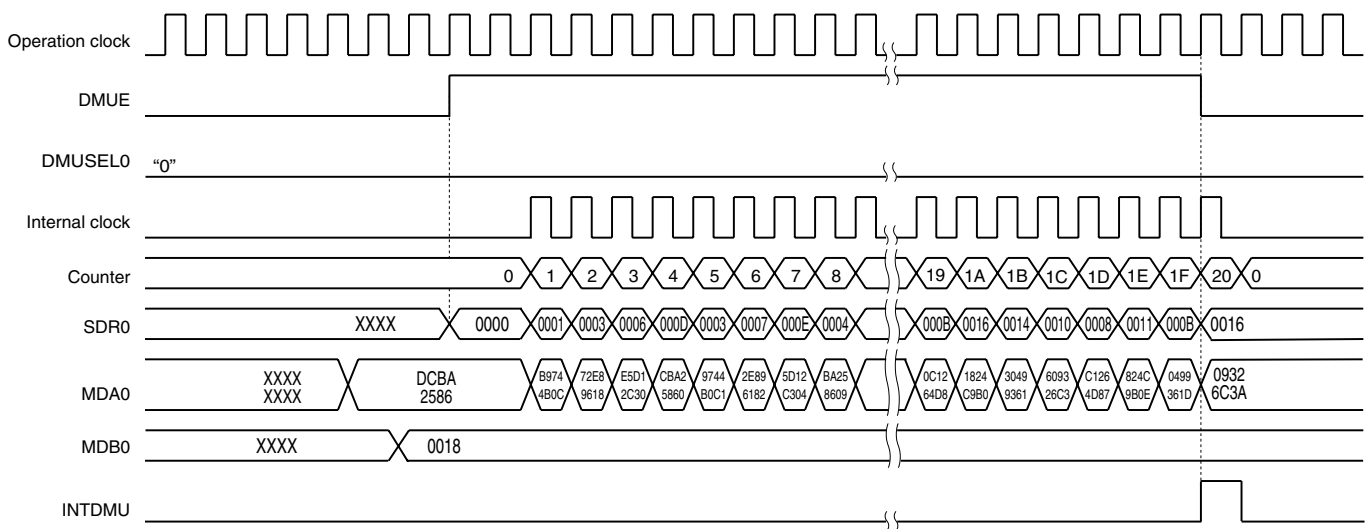 Operation clock
DMUE
DMUSEL0 “0”
Internal clock
Counter 0 1 2 3 4 5 6 7 8 19 1A 1B 1C 1D 1E 1F 20 0
SDR0 XXXX 0000 0001 0003 0006 000D 0003 0007 000E 0004 000B 0016 0014 0010 0008 0011 000B 0016
XXXX DCBA B974 72E8 E5D1 CBA2 9744 2E89 5D12 BA25 0C12 1824 3049 6093 C126 824C 0499 0932
MDA0
XXXX 2586 4B0C 9618 2C30 5860 B0C1 6182 C304 8609 64D8 C9B0 9361 26C3 4D87 9B0E 361D 6C3A
MDB0 XXXX 0018
INTDMU